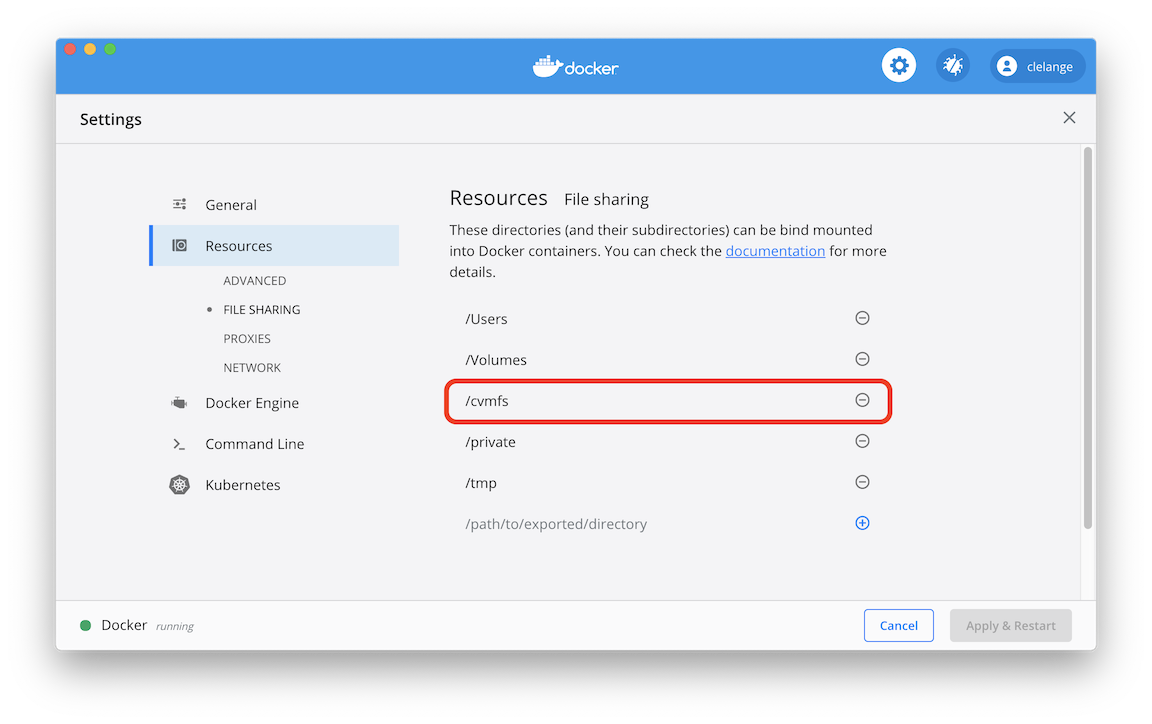 docker
clelange
Settings
General
Resources
ADVANCED
FILE SHARING
PROXIES
NETWORK
Docker Engine
Command Line
Kubernetes
Resources File sharing
These directories (and their subdirectories) can be bind mounted
into Docker containers. You can check the documentation for more
details.
/Users
/Volumes
/cvmfs
/private
/tmp
/path/to/exported/directory
Docker running
Cancel
Apply & Restart